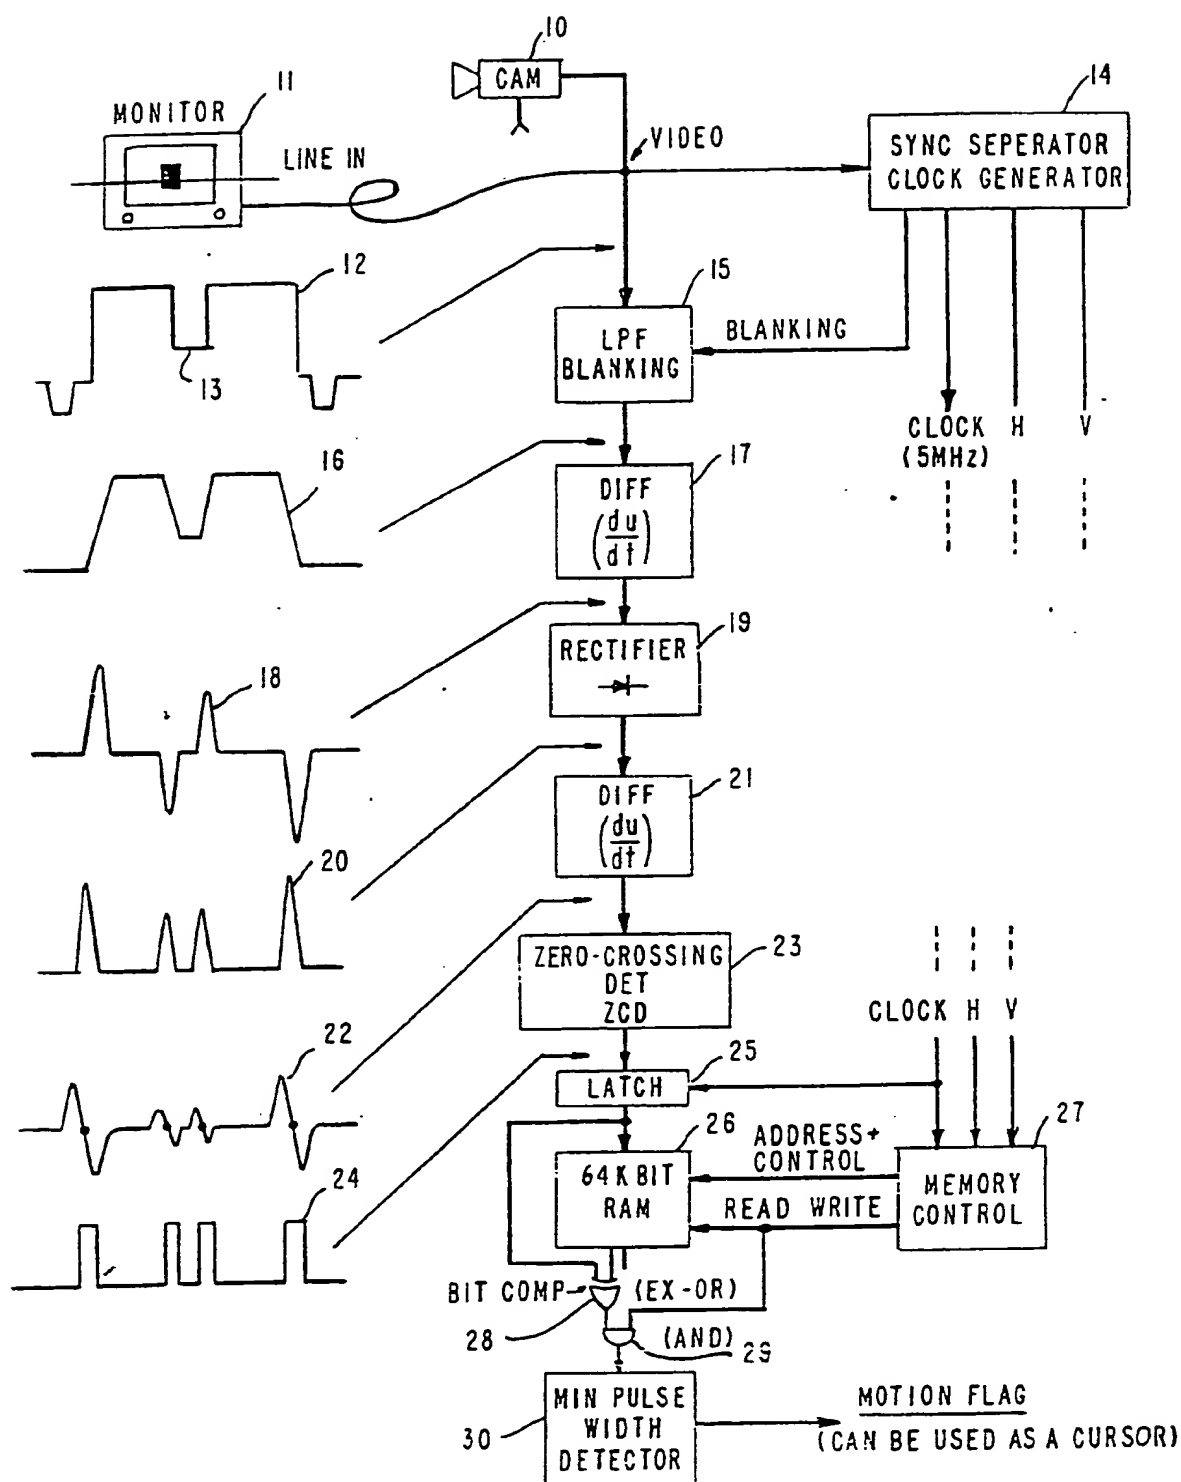 10
CAM
11
MONITOR
LINE IN
VIDEO
14
SYNC SEPERATOR
CLOCK GENERATOR
12
13
15
LPF
BLANKING
BLANKING
CLOCK H V
(5MHz)
16
17
DIFF
(du/dt)
18
19
RECTIFIER
20
21
DIFF
(du/dt)
22
23
ZERO-CROSSING
DET
ZCD
CLOCK H V
24
25
LATCH
26
64K BIT
RAM
ADDRESS+
CONTROL
READ WRITE
27
MEMORY
CONTROL
BIT COMP (EX-OR)
28
(AND)
29
30
MIN PULSE
WIDTH
DETECTOR
MOTION FLAG
(CAN BE USED AS A CURSOR)